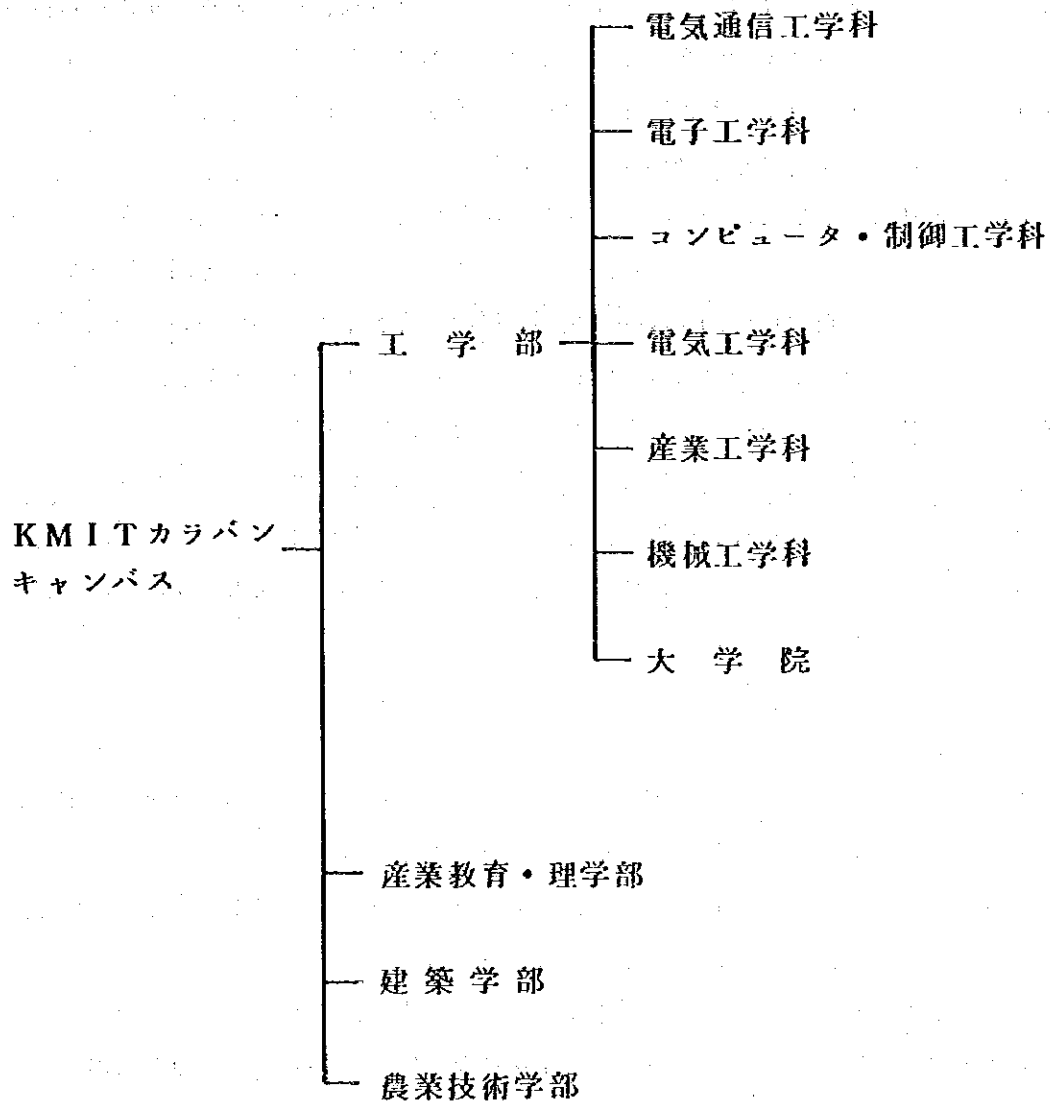 電気通信工学科
電子工学科
コンピュータ・制御工学科
工学部
電気工学科
産業工学科
KMITカラバン
キャンバス
機械工学科
大学院
産業教育・理学部
建築学部
農業技術学部